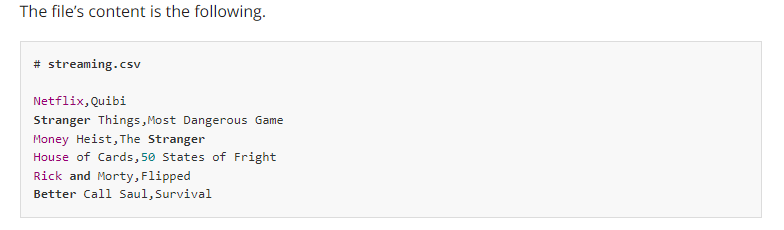 The file’s content is the following.
# streaming.csv
Netflix,Quibi
Stranger Things,Most Dangerous Game
Money Heist,The Stranger
House of Cards,50 States of Fright
Rick and Morty,Flipped
Better Call Saul,Survival